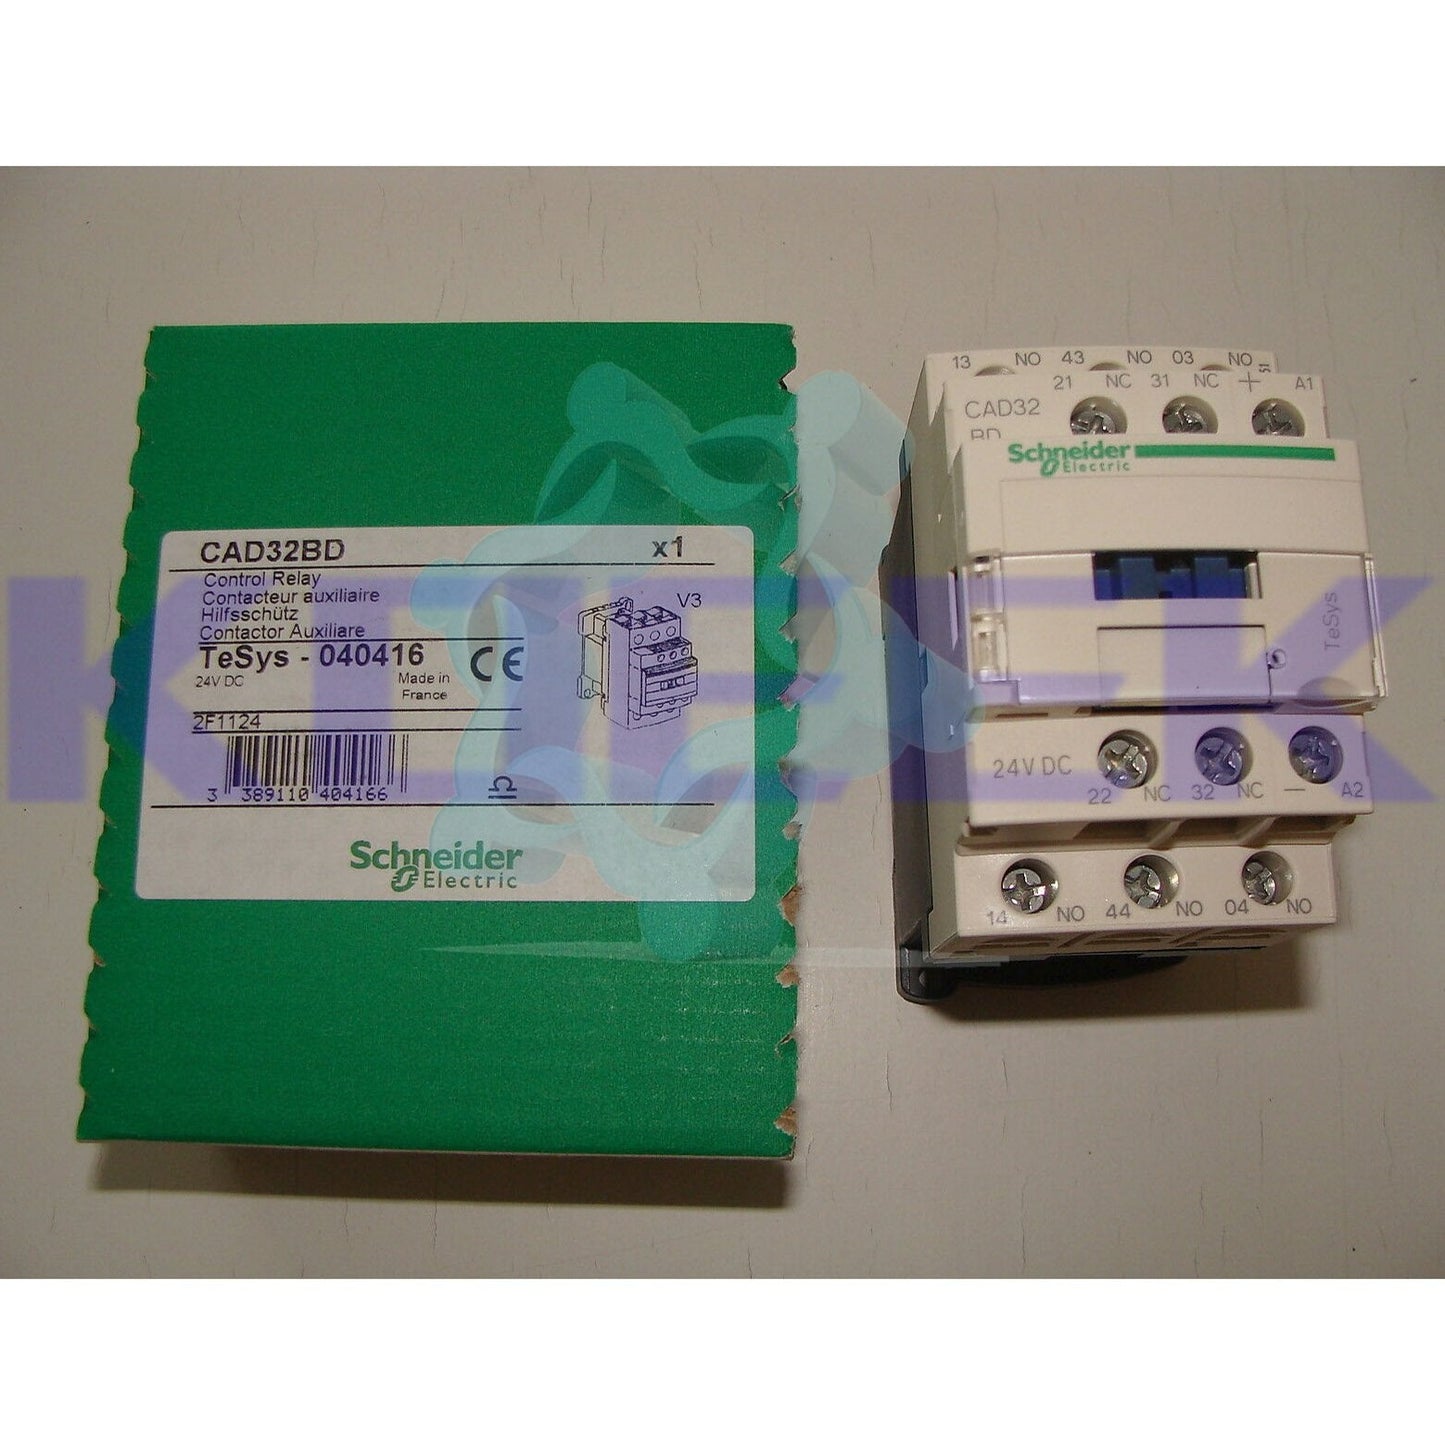 CAD32BD x1
Control Relay
Contacteur auxiliaire
Hilfsschütz
Contactor Auxiliare
V3
TeSys - 040416 CE
24V DC Made in
France
2F1124
3 389110 404166
Schneider
Electric
13 NO 43 NO 03 NO
21 NC 31 NC + A1
CAD32
BD
Schneider
Electric
TeSys
24V DC
22 NC 32 NC — A2
14 NO 44 NO 04 NO